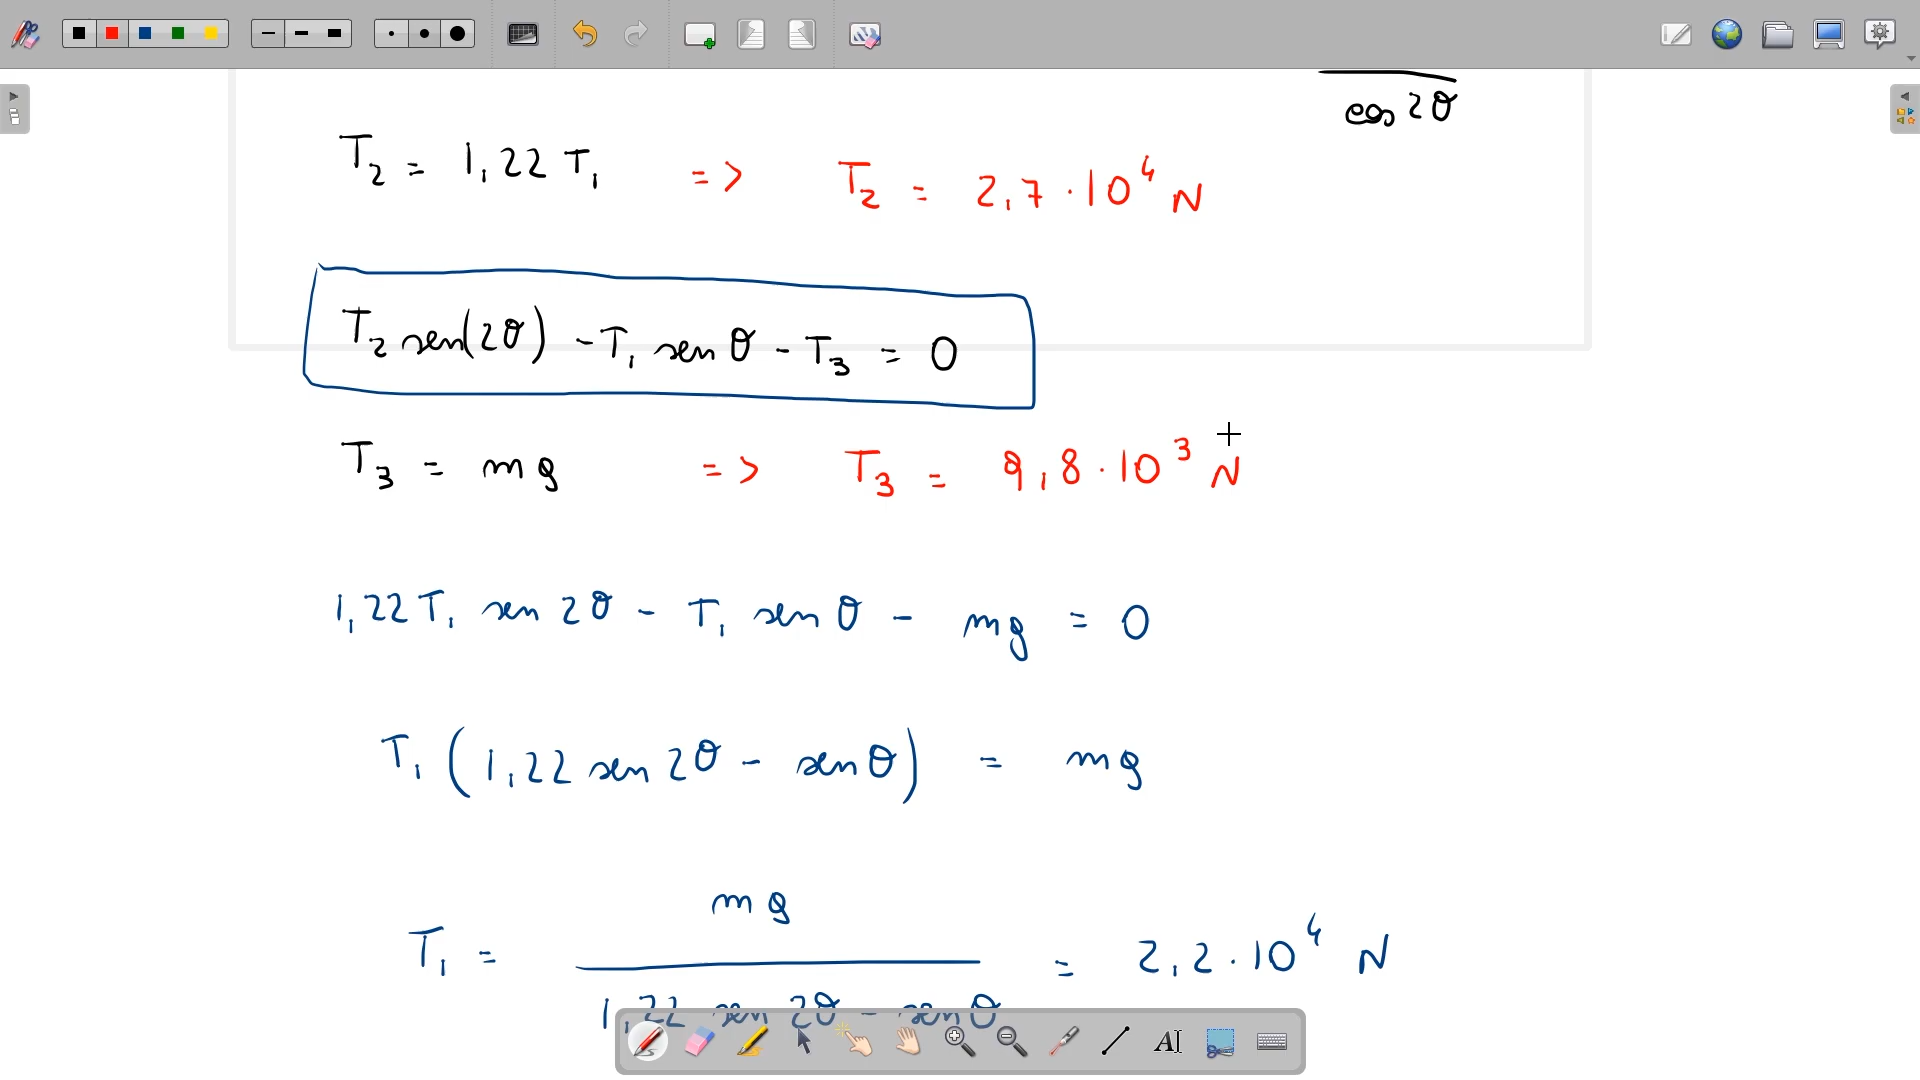 cos 2θ
T₂ = 1,22 T₁ => T₂ = 2,7 · 10⁴ N
T₂ sen(2θ) - T₁ sen θ - T₃ = 0
T₃ = mg => T₃ = 9,8 · 10³ N
1,22 T₁ sen 2θ - T₁ sen θ - mg = 0
T₁ (1,22 sen 2θ - sen θ) = mg
mg
T₁ = = 2,2 · 10⁴ N
1,22 sen 2θ - sen θ
AI